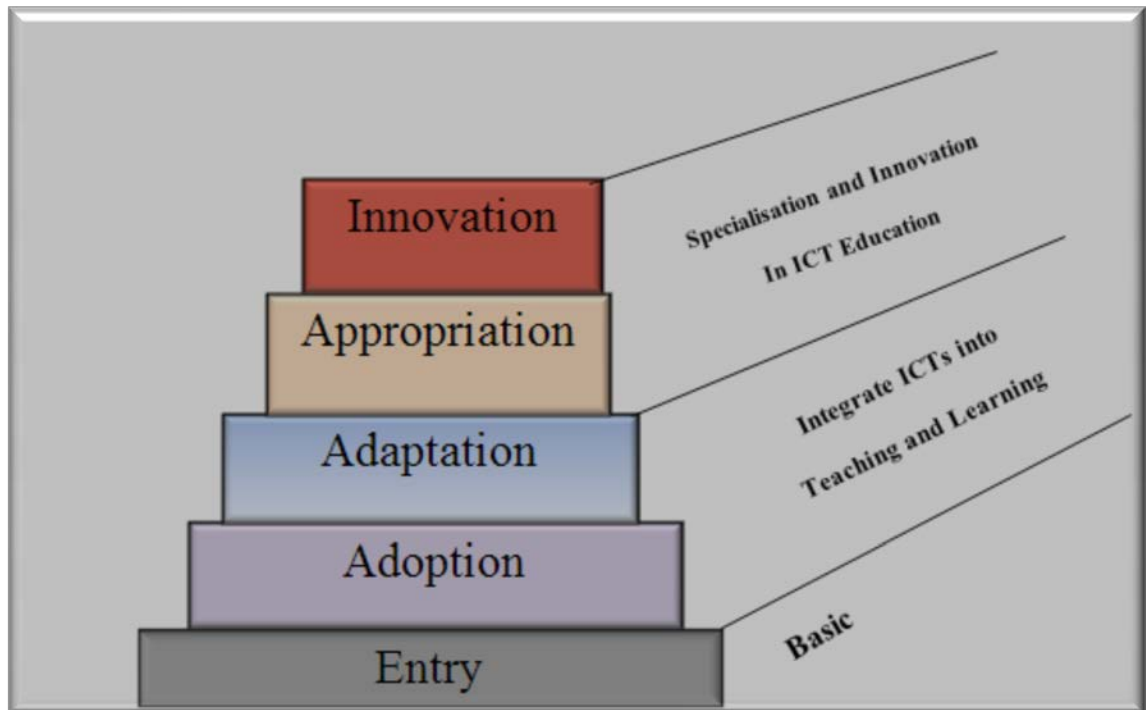 Innovation
Appropriation
Adaptation
Adoption
Entry
Specialisation and Innovation
In ICT Education
Integrate ICTs into
Teaching and Learning
Basic